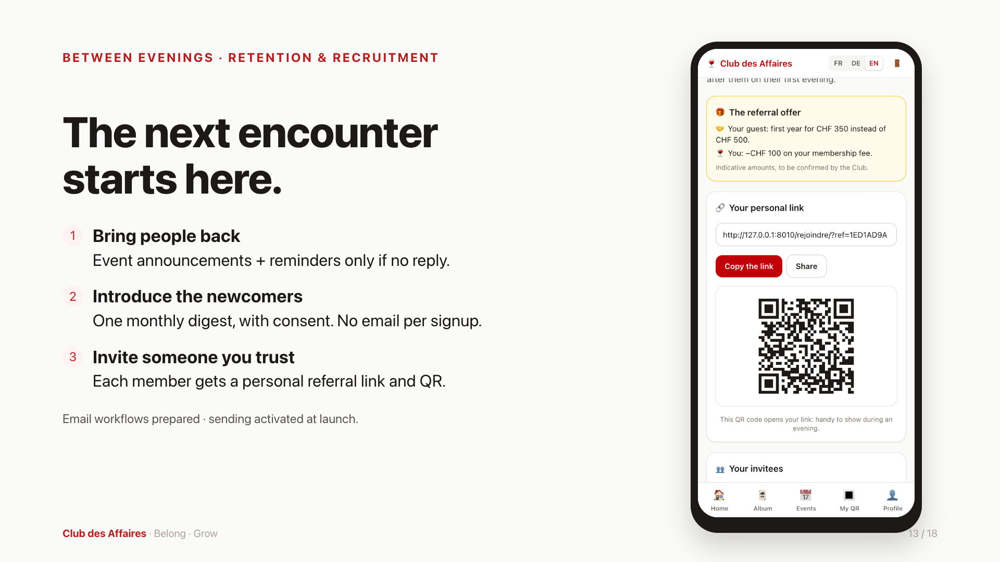 BETWEEN EVENINGS · RETENTION & RECRUITMENT
The next encounter
starts here.
1 Bring people back
Event announcements + reminders only if no reply.
2 Introduce the newcomers
One monthly digest, with consent. No email per signup.
3 Invite someone you trust
Each member gets a personal referral link and QR.
Email workflows prepared · sending activated at launch.
Club des Affaires · Belong · Grow
Club des Affaires FR DE EN
after them on their first evening.
The referral offer
Your guest: first year for CHF 350 instead of
CHF 500.
You: –CHF 100 on your membership fee.
Indicative amounts, to be confirmed by the Club.
Your personal link
http://127.0.0.1:8010/rejoindre/?ref=1ED1AD9A
Copy the link Share
This QR code opens your link: handy to show during an
evening.
Your invitees
17
Home Album Events My QR Profile
13 / 18